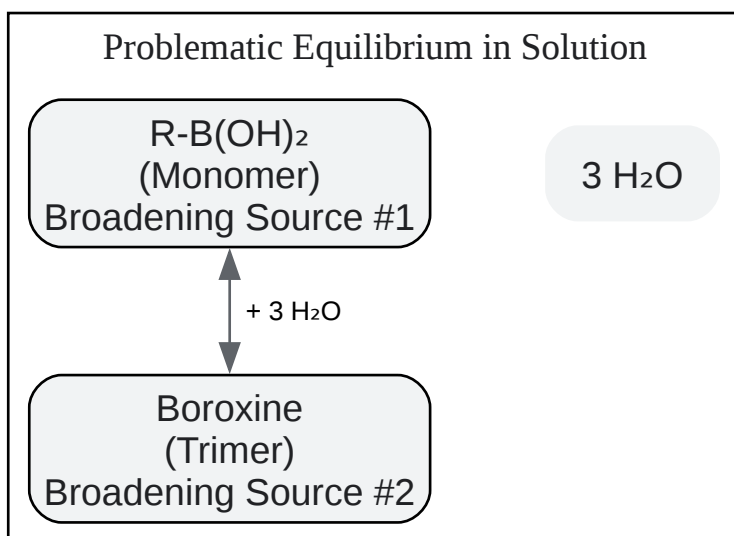 Problematic Equilibrium in Solution
R-B(OH)₂
(Monomer)
Broadening Source #1
3 H₂O
+ 3 H₂O
Boroxine
(Trimer)
Broadening Source #2